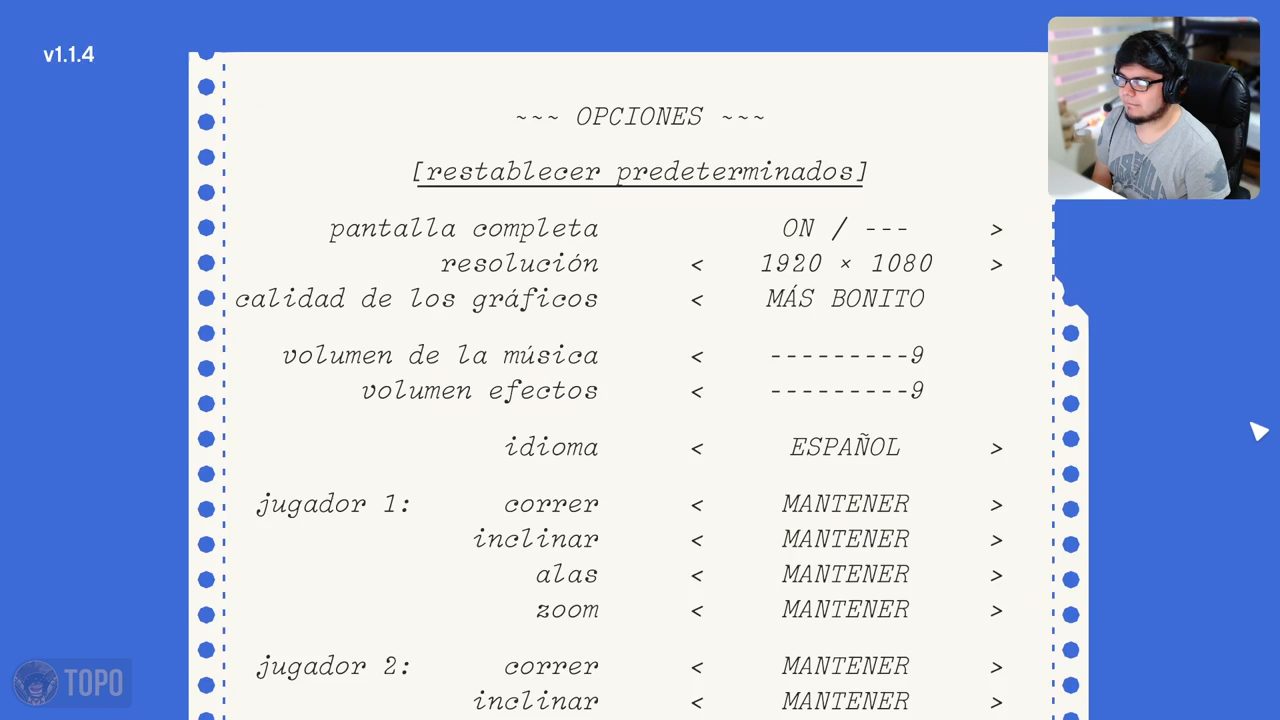 v1.1.4
~~~ OPCIONES ~~~
[restablecer predeterminados]
pantalla completa ON / --- >
resolución < 1920 × 1080 >
calidad de los gráficos < MÁS BONITO
volumen de la música < ---------9
volumen efectos < ---------9
idioma < ESPAÑOL >
jugador 1: correr < MANTENER >
inclinar < MANTENER >
alas < MANTENER >
zoom < MANTENER >
jugador 2: correr < MANTENER >
inclinar < MANTENER >
TOPO